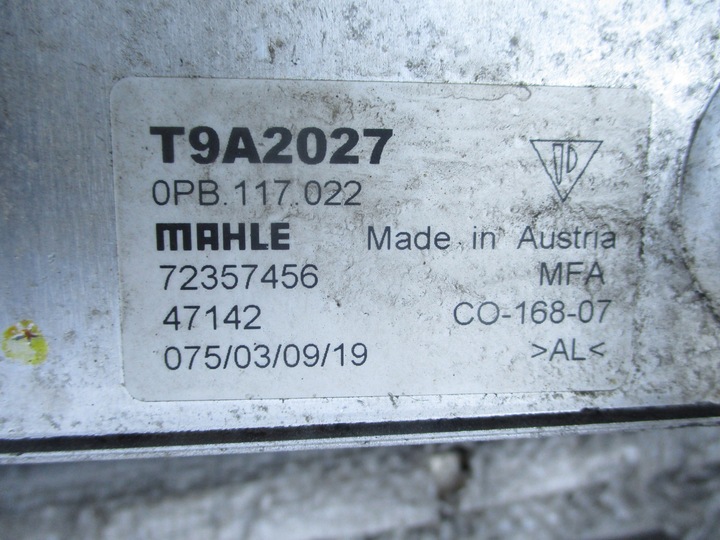 T9A2027
0PB.117.022
MAHLE Made in Austria
72357456 MFA
47142 CO-168-07
075/03/09/19 >AL<